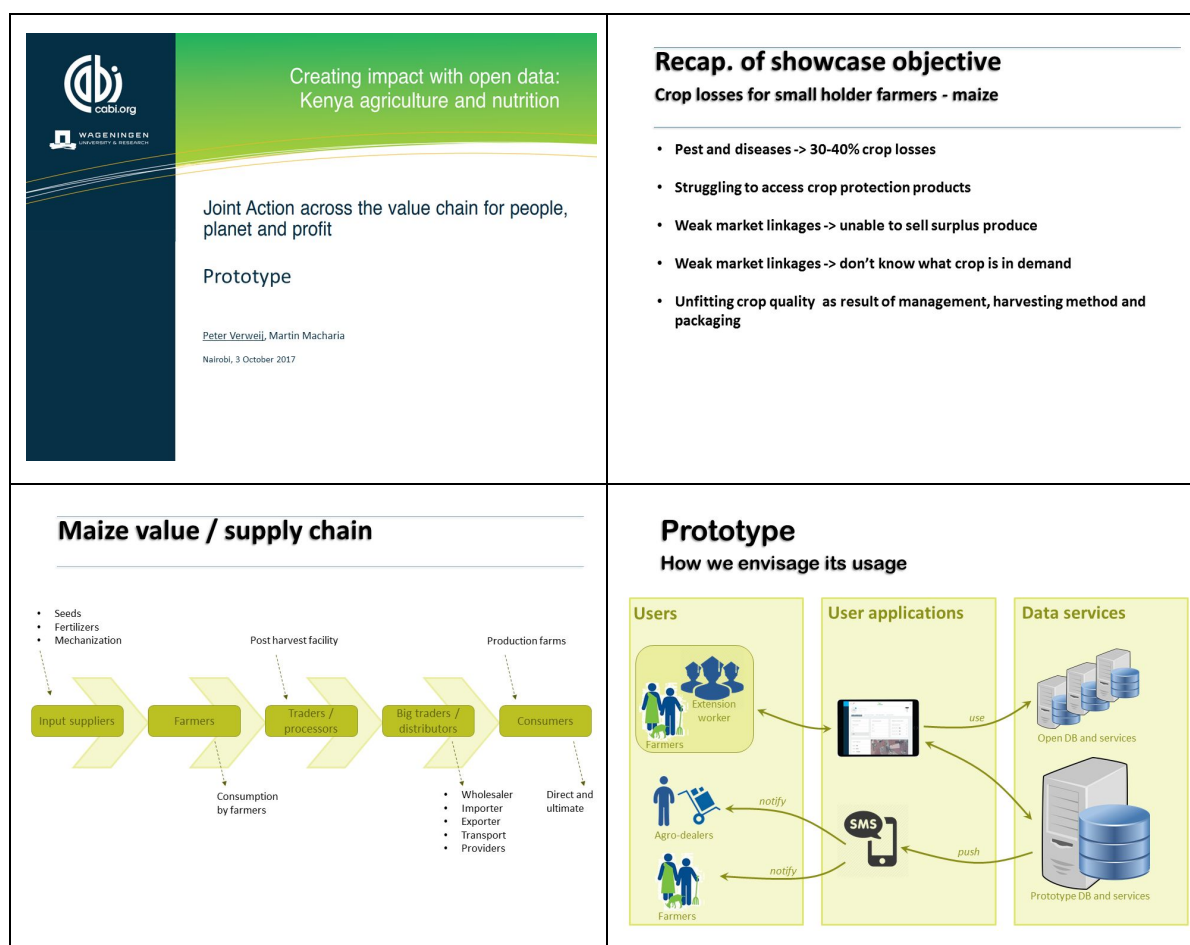 cabi.org
WAGENINGEN
UNIVERSITY & RESEARCH
Creating impact with open data:
Kenya agriculture and nutrition
Joint Action across the value chain for people,
planet and profit
Prototype
Peter Verweij, Martin Macharia
Nairobi, 3 October 2017
Recap. of showcase objective
Crop losses for small holder farmers - maize
• Pest and diseases -> 30-40% crop losses
• Struggling to access crop protection products
• Weak market linkages -> unable to sell surplus produce
• Weak market linkages -> don't know what crop is in demand
• Unfitting crop quality as result of management, harvesting method and
packaging
Maize value / supply chain
• Seeds
• Fertilizers
• Mechanization
Post harvest facility
Production farms
Input suppliers
Farmers
Traders /
processors
Big traders /
distributors
Consumers
Consumption
by farmers
• Wholesaler
• Importer
• Exporter
• Transport
• Providers
Direct and
ultimate
Prototype
How we envisage its usage
Users
User applications
Data services
Extension
worker
Farmers
use
Open DB and services
notify
Agro-dealers
SMS
push
notify
Farmers
Prototype DB and services